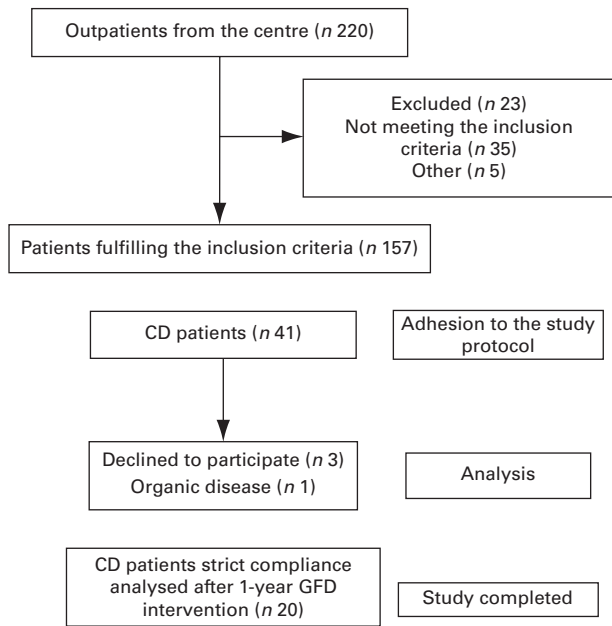 Outpatients from the centre (n 220)
Excluded (n 23)
Not meeting the inclusion
criteria (n 35)
Other (n 5)
Patients fulfilling the inclusion criteria (n 157)
CD patients (n 41)
Adhesion to the study
protocol
Declined to participate (n 3)
Organic disease (n 1)
Analysis
CD patients strict compliance
analysed after 1-year GFD
intervention (n 20)
Study completed